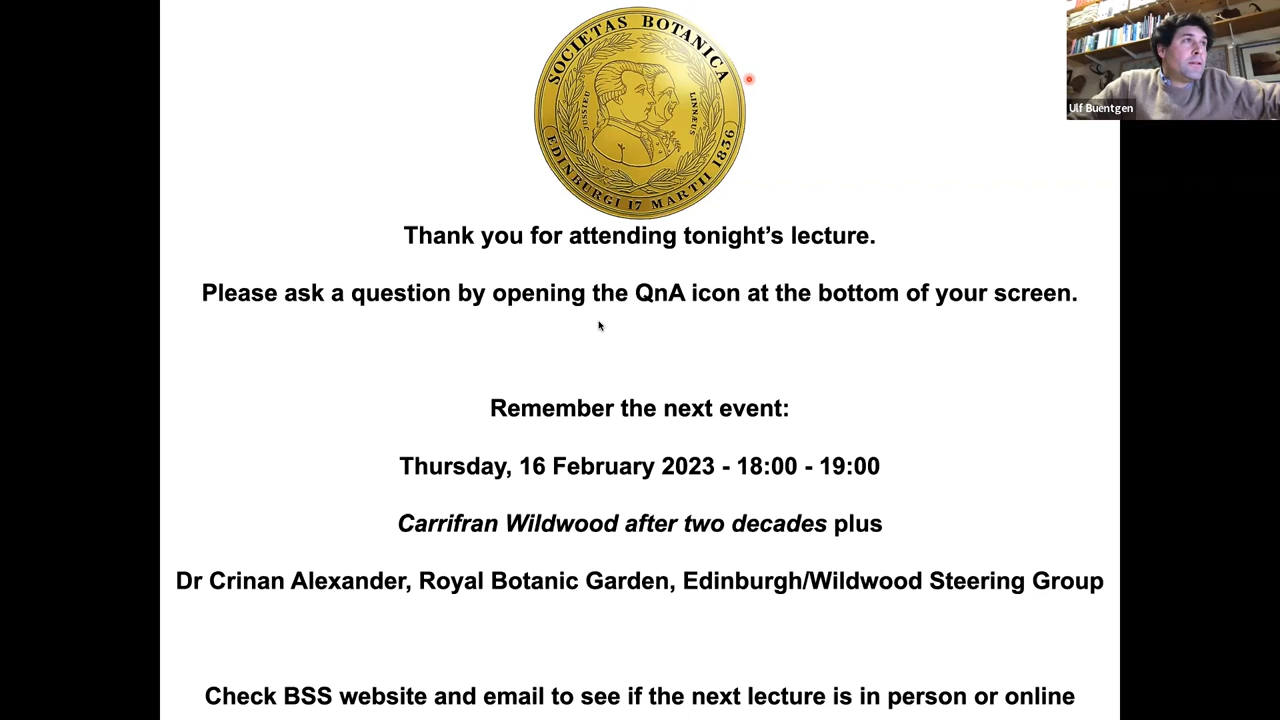 SOCIETAS BOTANICA
JUSSIEU
LINNÆUS
EDINBURGI 17 MARTII 1836
Ulf Buentgen
Thank you for attending tonight's lecture.
Please ask a question by opening the QnA icon at the bottom of your screen.
Remember the next event:
Thursday, 16 February 2023 - 18:00 - 19:00
Carrifran Wildwood after two decades plus
Dr Crinan Alexander, Royal Botanic Garden, Edinburgh/Wildwood Steering Group
Check BSS website and email to see if the next lecture is in person or online